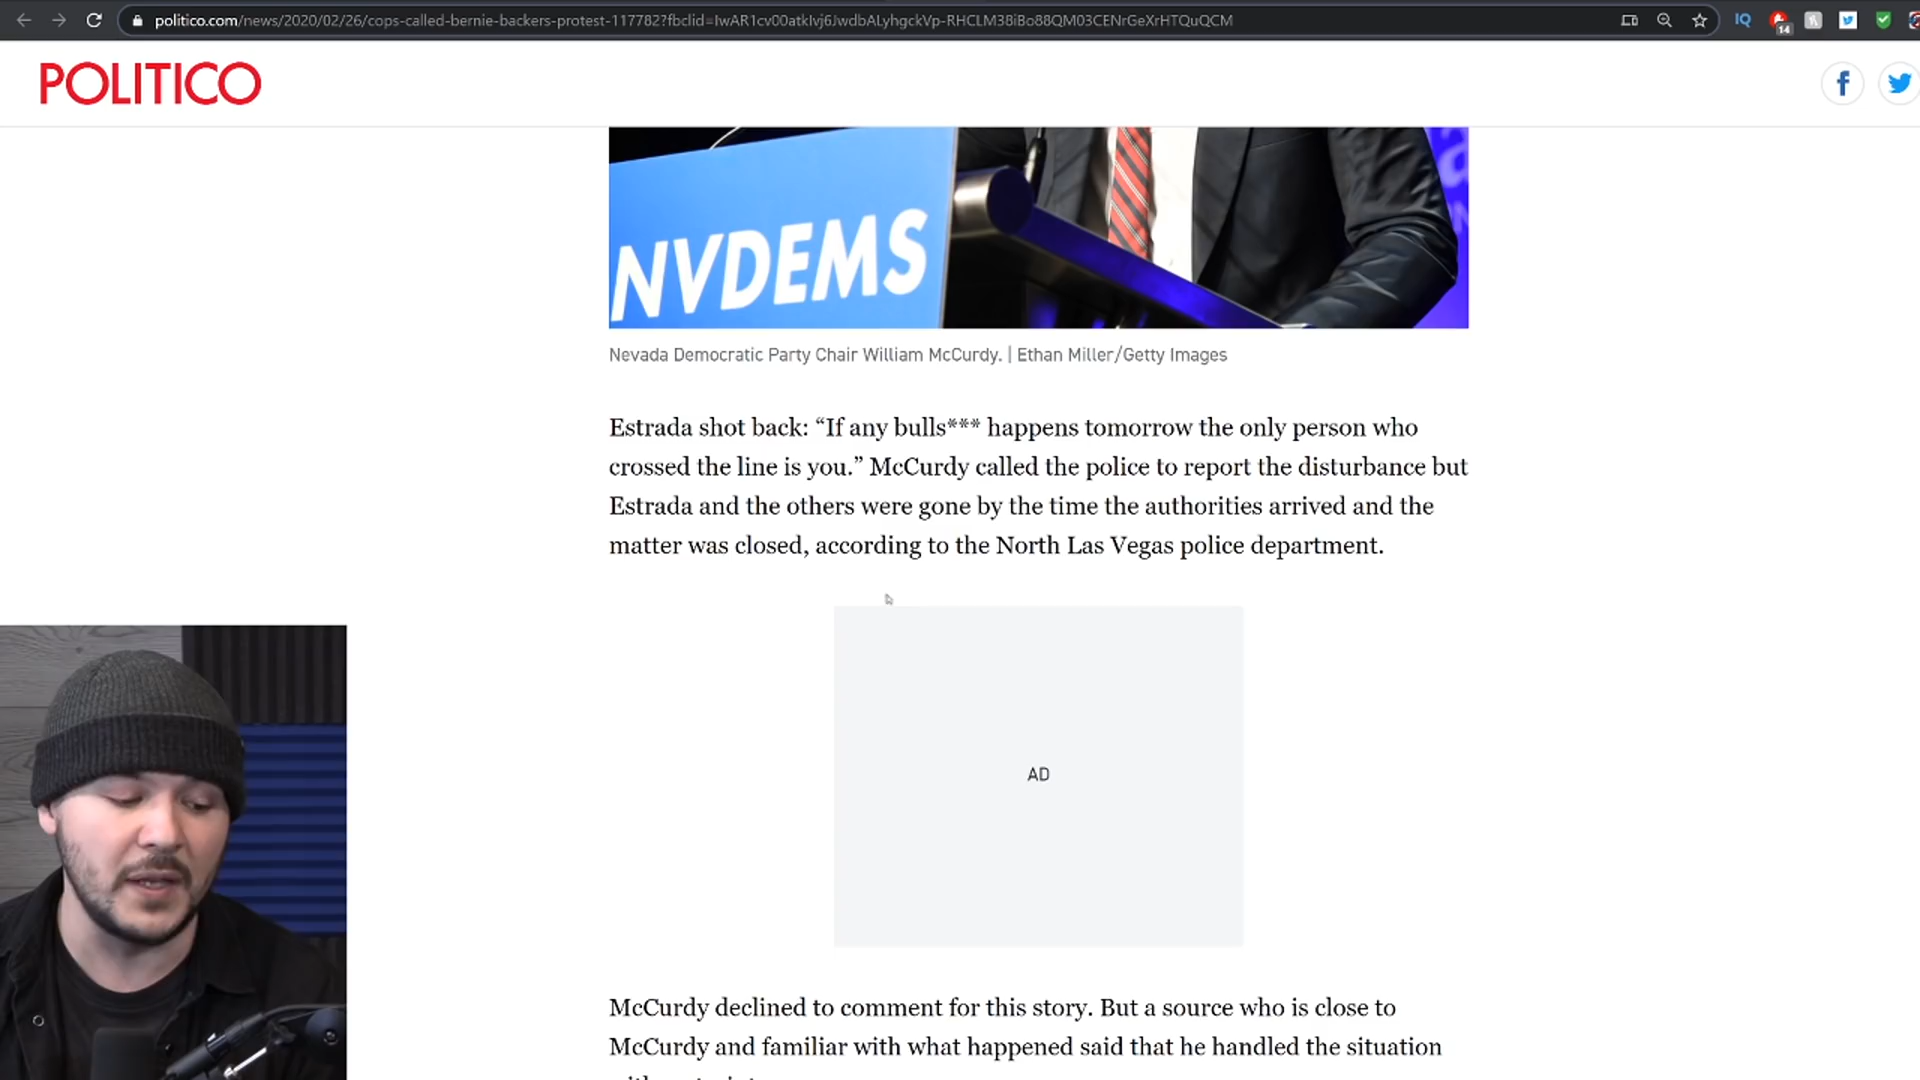 politico.com/news/2020/02/26/cops-called-bernie-backers-protest-117782?fbclid=IwAR1cv00atkIvj6JwdbALyhgckVp-RHCLM38iBo88QM03CENrGeXrHTQuQCM
IQ
14
POLITICO
NVDEMS
Nevada Democratic Party Chair William McCurdy. | Ethan Miller/Getty Images
Estrada shot back: “If any bulls*** happens tomorrow the only person who
crossed the line is you.” McCurdy called the police to report the disturbance but
Estrada and the others were gone by the time the authorities arrived and the
matter was closed, according to the North Las Vegas police department.
AD
McCurdy declined to comment for this story. But a source who is close to
McCurdy and familiar with what happened said that he handled the situation